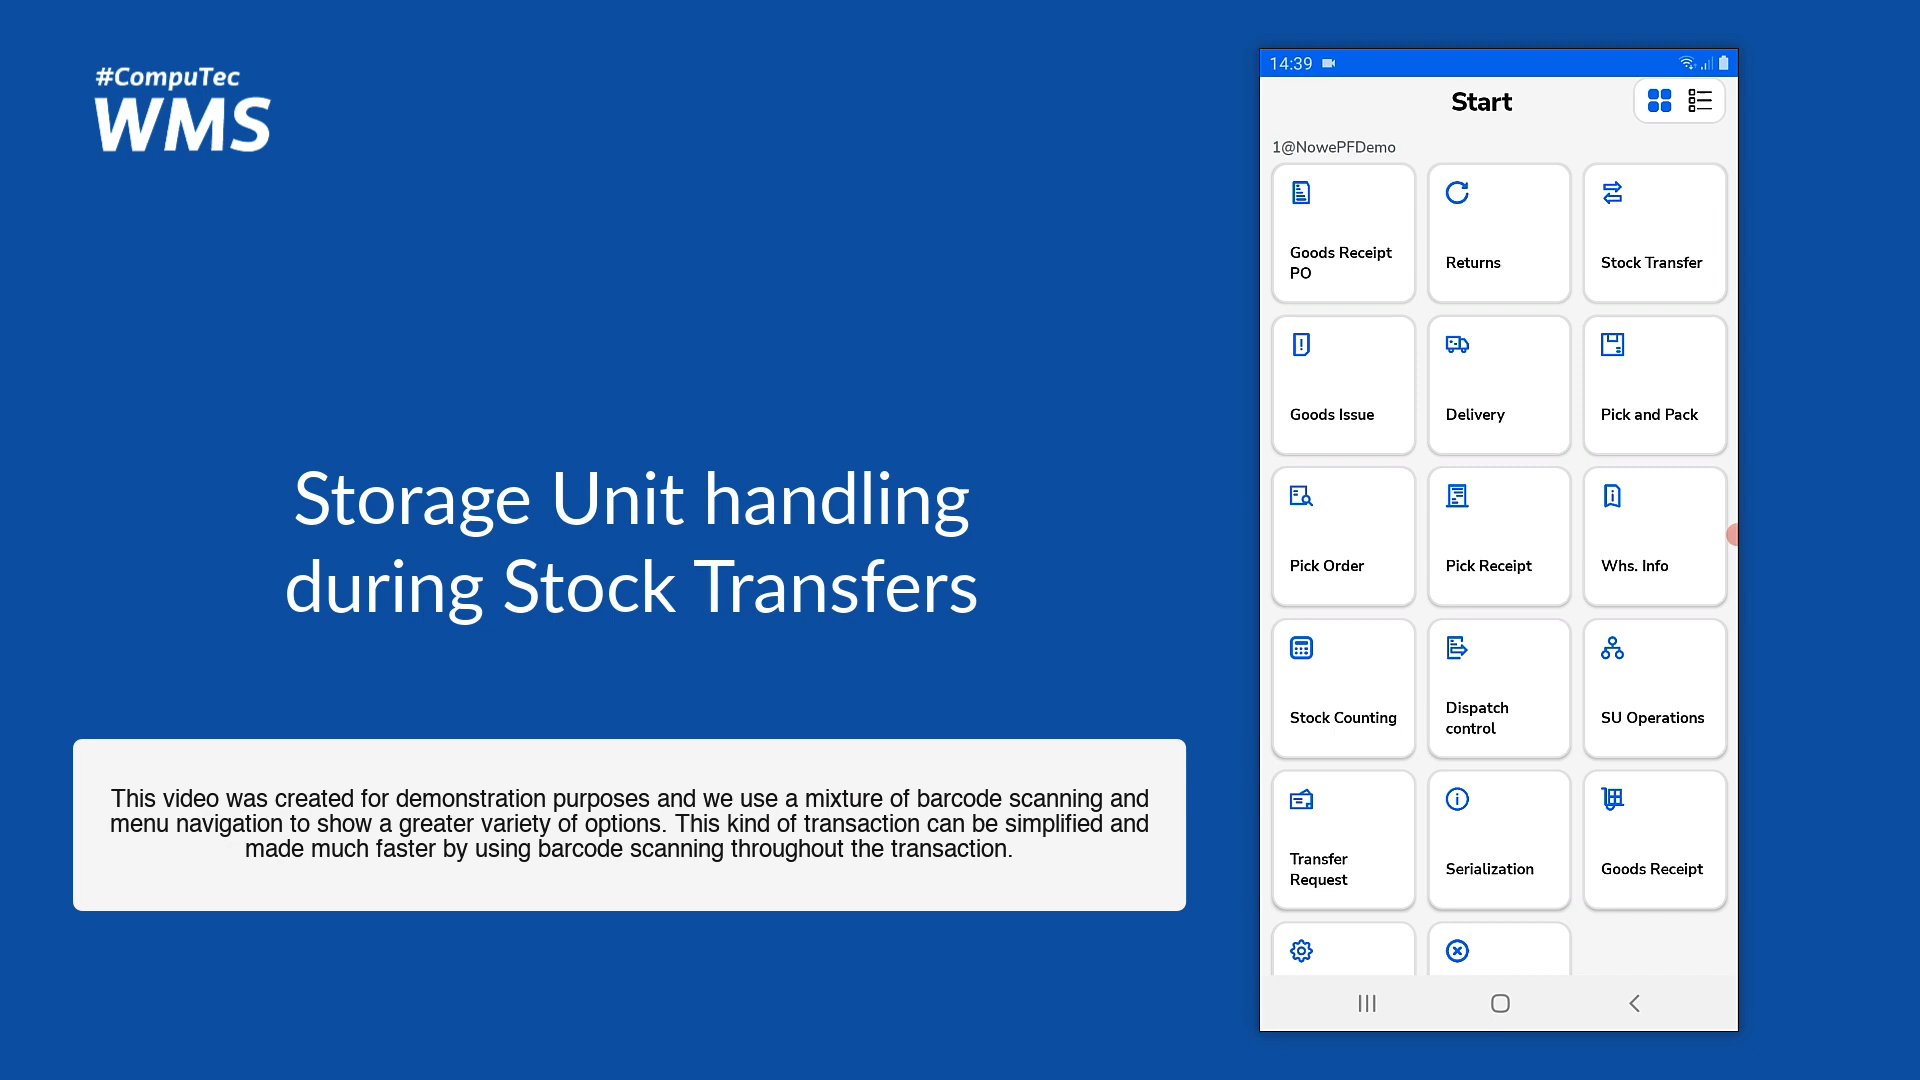 #CompuTec
WMS
Storage Unit handling
during Stock Transfers
This video was created for demonstration purposes and we use a mixture of barcode scanning and
menu navigation to show a greater variety of options. This kind of transaction can be simplified and
made much faster by using barcode scanning throughout the transaction.
14:39
Start
1@NowePFDemo
Goods Receipt
PO
Returns
Stock Transfer
Goods Issue
Delivery
Pick and Pack
Pick Order
Pick Receipt
Whs. Info
Stock Counting
Dispatch
control
SU Operations
Transfer
Request
Serialization
Goods Receipt